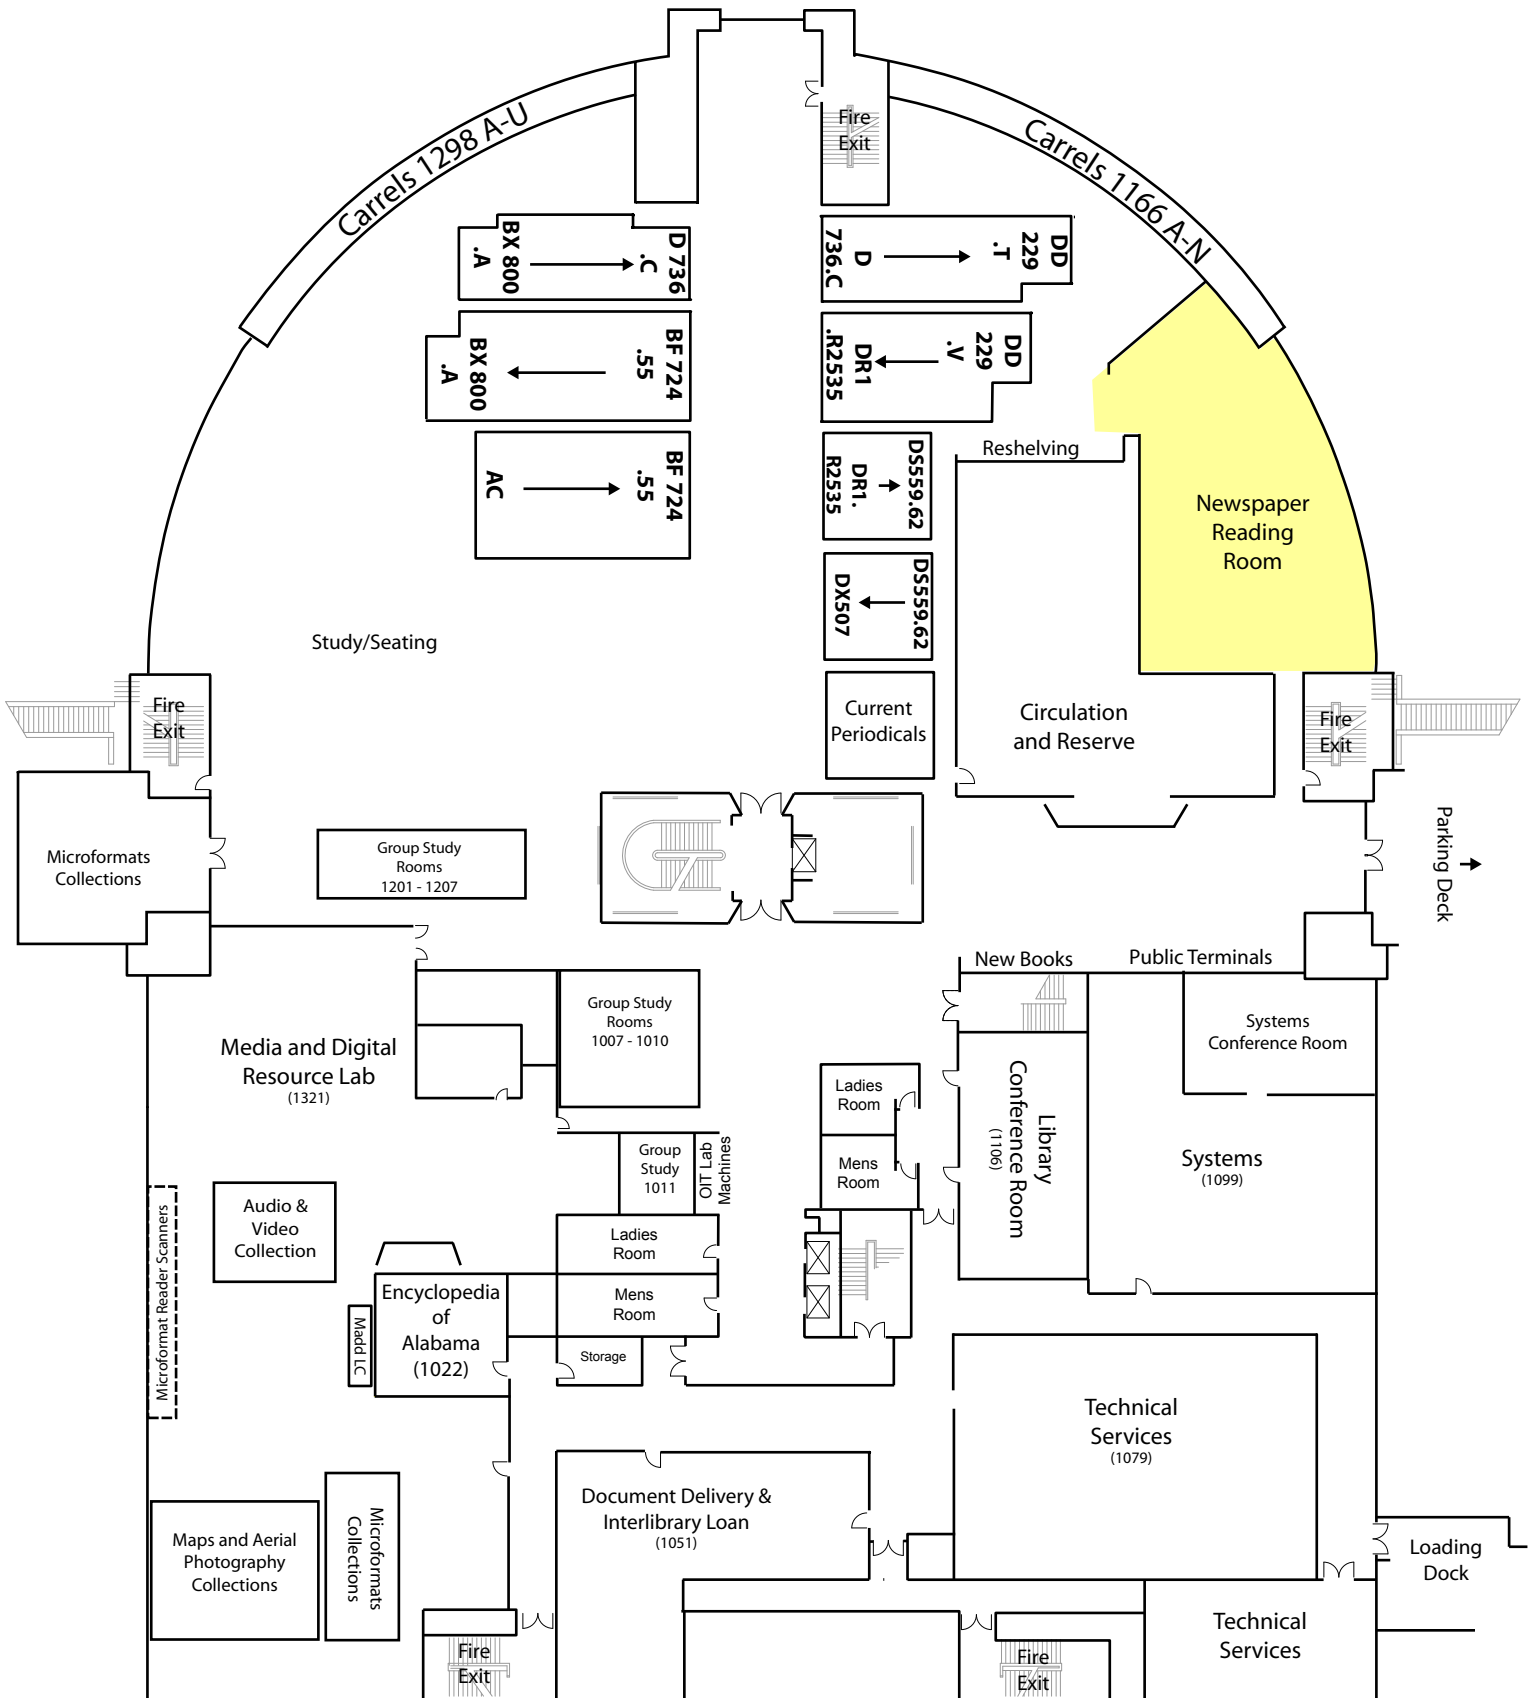 Carrels 1298 A-U
Fire
Exit
Carrels 1166 A-N
BX 800
.A
D 736
.C
D
736.C
DD
229
.T
BX 800
.A
BF 724
.55
DR1
.R2535
DD
229
.V
AC
BF 724
.55
DR1.
R2535
DS559.62
Reshelving
Newspaper
Reading
Room
DX507
DS559.62
Study/Seating
Fire
Exit
Current
Periodicals
Circulation
and Reserve
Fire
Exit
Microformats
Collections
Group Study
Rooms
1201 - 1207
Parking Deck
New Books
Public Terminals
Media and Digital
Resource Lab
(1321)
Group Study
Rooms
1007 - 1010
Systems
Conference Room
Ladies
Room
Mens
Room
Library
Conference Room
(1106)
Systems
(1099)
Group
Study
1011
OIT Lab
Machines
Microformat Reader Scanners
Audio &
Video
Collection
Ladies
Room
Mens
Room
Storage
Madd LC
Encyclopedia
of
Alabama
(1022)
Technical
Services
(1079)
Maps and Aerial
Photography
Collections
Microformats
Collections
Document Delivery &
Interlibrary Loan
(1051)
Loading
Dock
Technical
Services
Fire
Exit
Fire
Exit